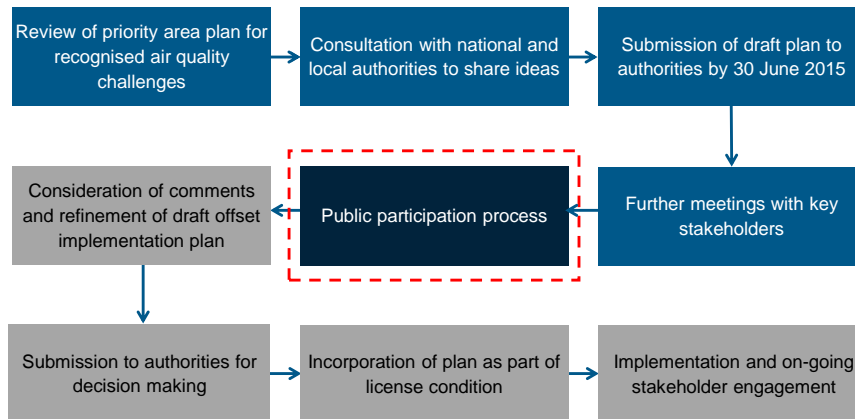 Review of priority area plan for
recognised air quality
challenges
Consultation with national and
local authorities to share ideas
Submission of draft plan to
authorities by 30 June 2015
Further meetings with key
stakeholders
Public participation process
Consideration of comments
and refinement of draft offset
implementation plan
Submission to authorities for
decision making
Incorporation of plan as part of
license condition
Implementation and on-going
stakeholder engagement